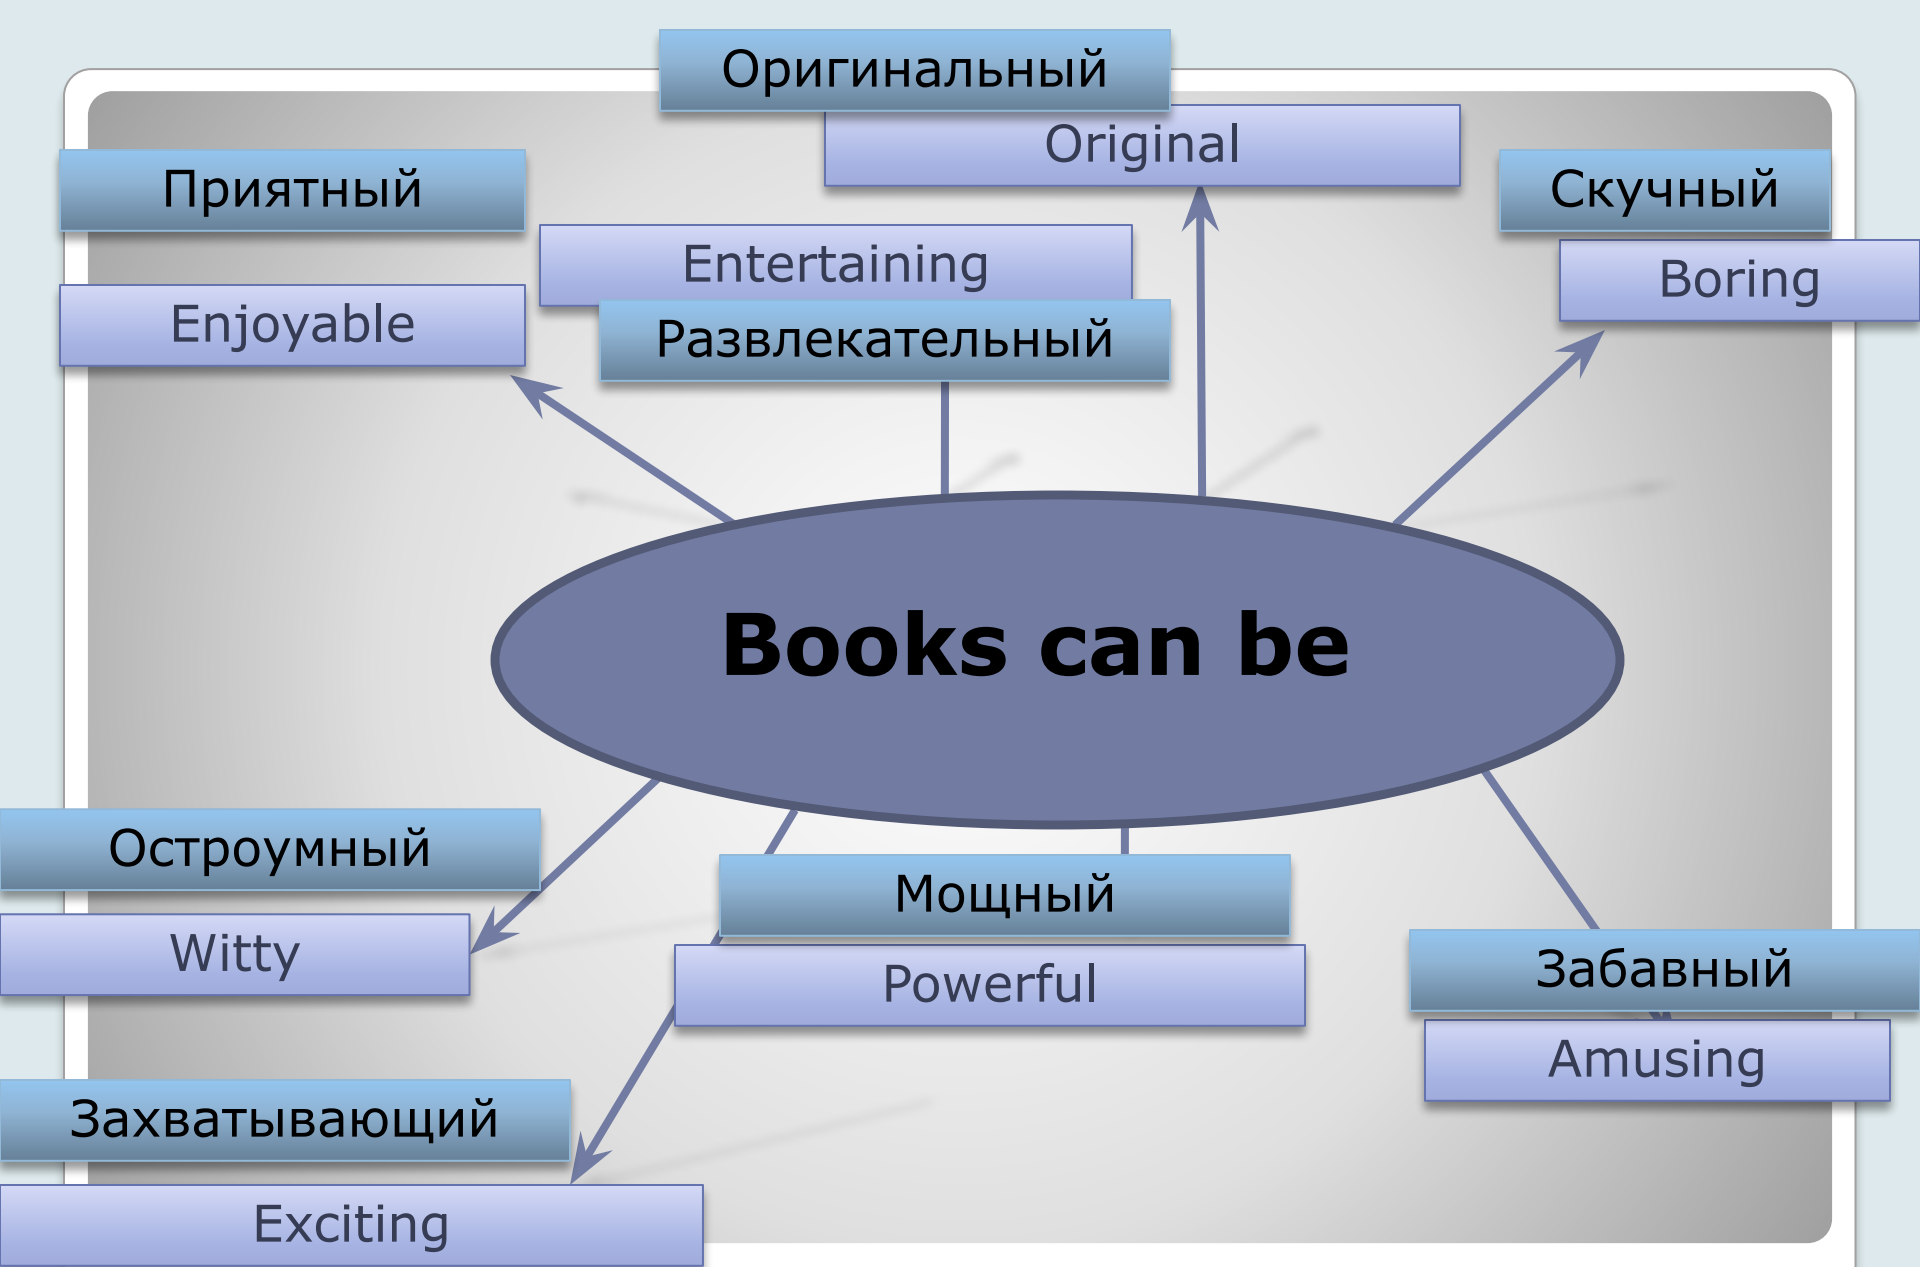 Оригинальный
Original
Приятный
Скучный
Entertaining
Boring
Enjoyable
Развлекательный
Books can be
Остроумный
Мощный
Witty
Powerful
Забавный
Amusing
Захватывающий
Exciting